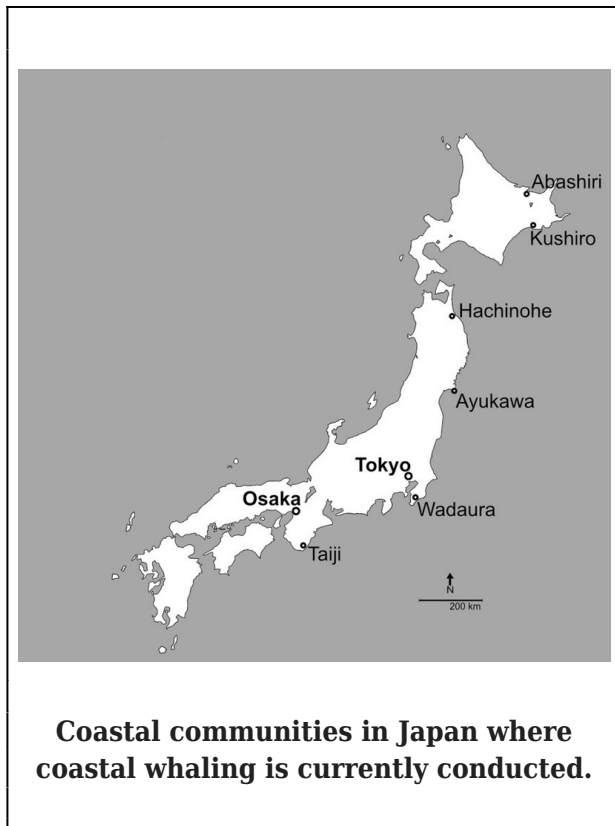 Abashiri
Kushiro
Hachinohe
Ayukawa
Tokyo
Osaka
Wadaura
Taiji
N
200 km
Coastal communities in Japan where
coastal whaling is currently conducted.